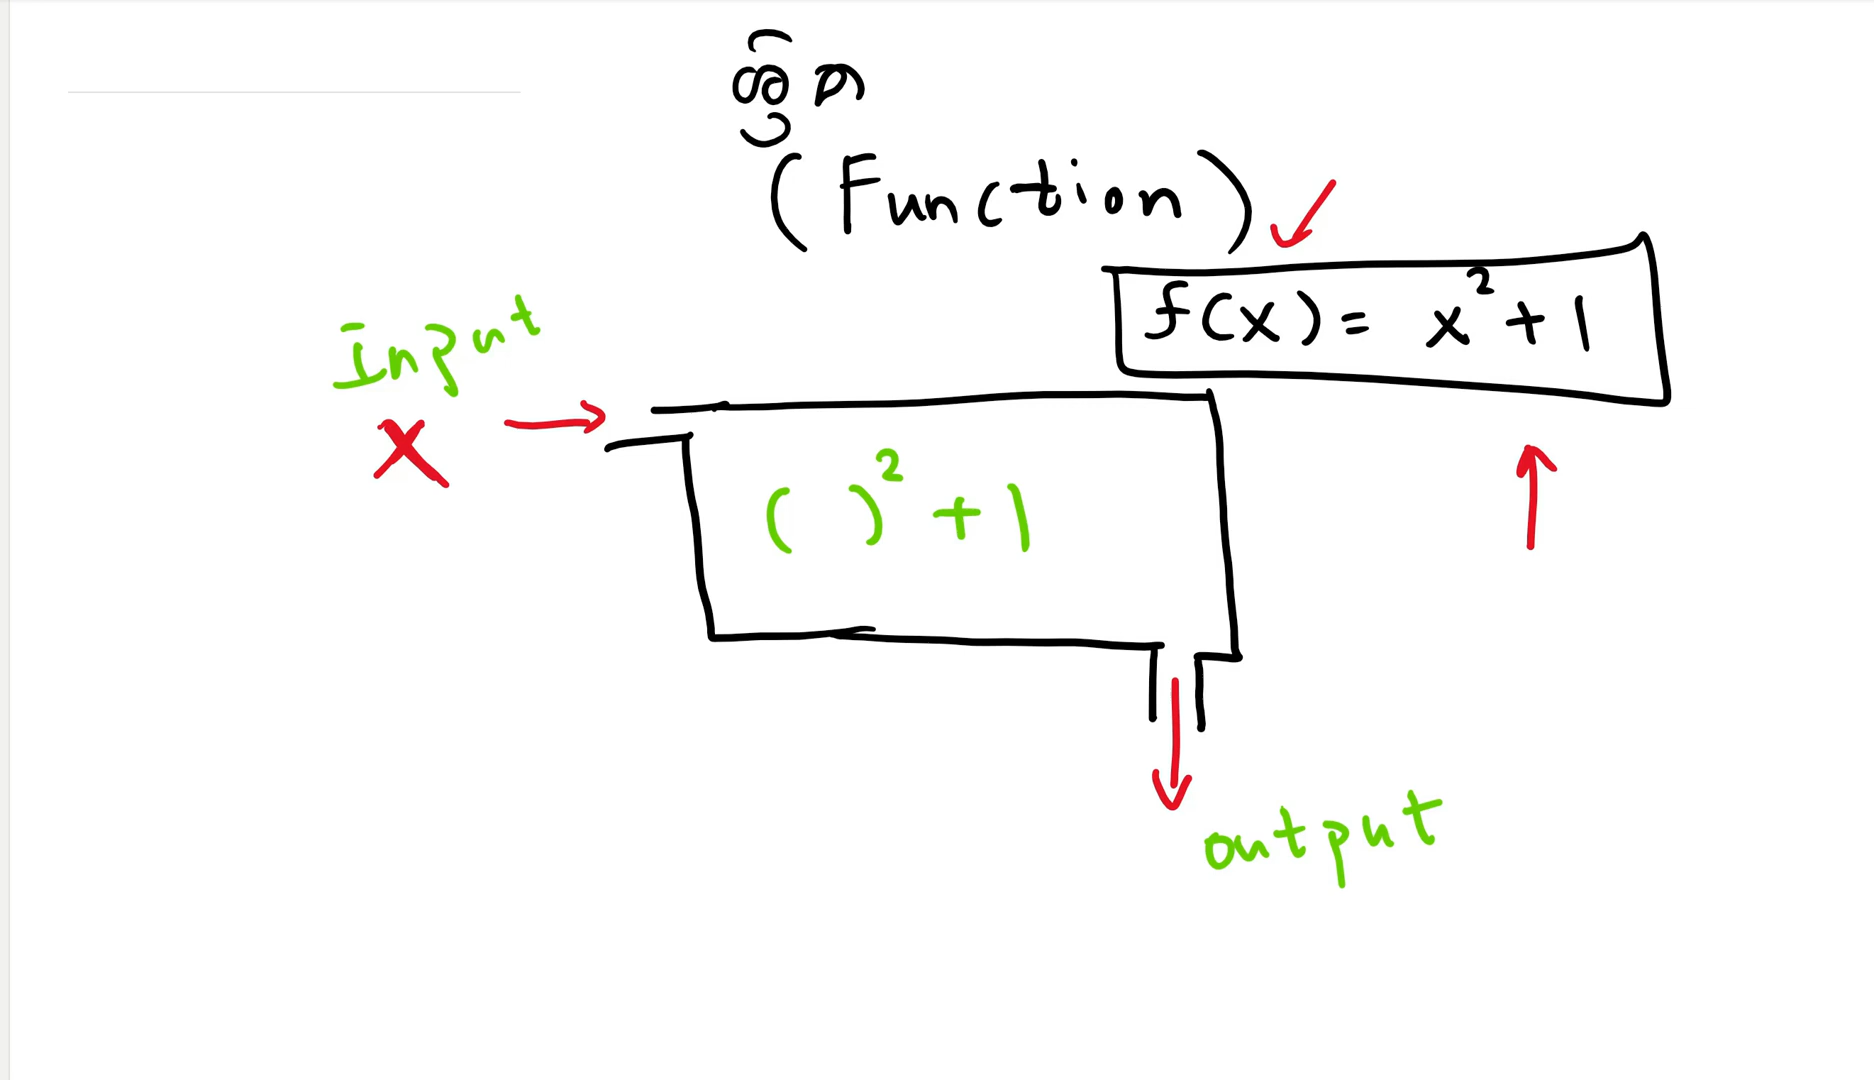 ශ්‍රිත
(Function)
f(x) = x² + 1
Input
x
( )² + 1
output